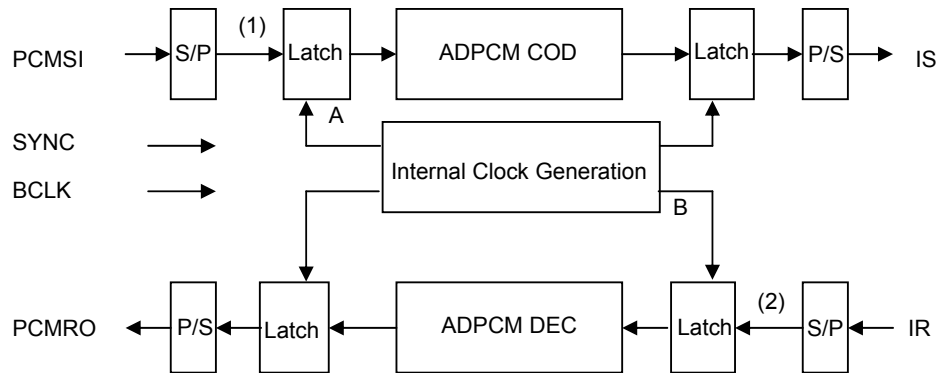 (1)
PCMSI
S/P
Latch
ADPCM COD
Latch
P/S
IS
A
SYNC
Internal Clock Generation
BCLK
B
(2)
PCMRO
P/S
Latch
ADPCM DEC
Latch
S/P
IR